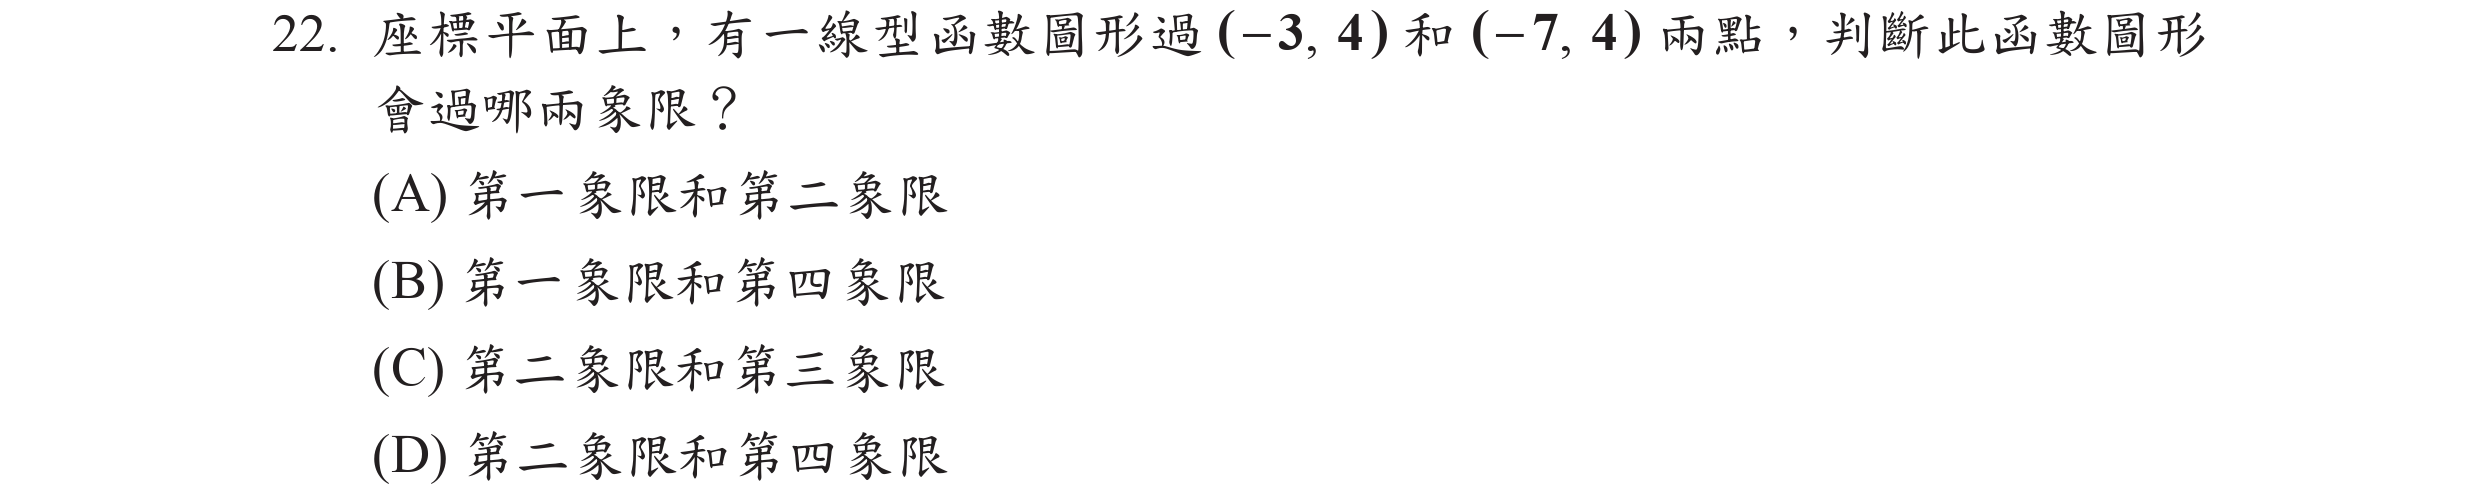 22. 座標平面上，有一線型函數圖形過 (−3, 4) 和 (−7, 4) 兩點，判斷此函數圖形
會過哪兩象限？
(A) 第一象限和第二象限
(B) 第一象限和第四象限
(C) 第二象限和第三象限
(D) 第二象限和第四象限